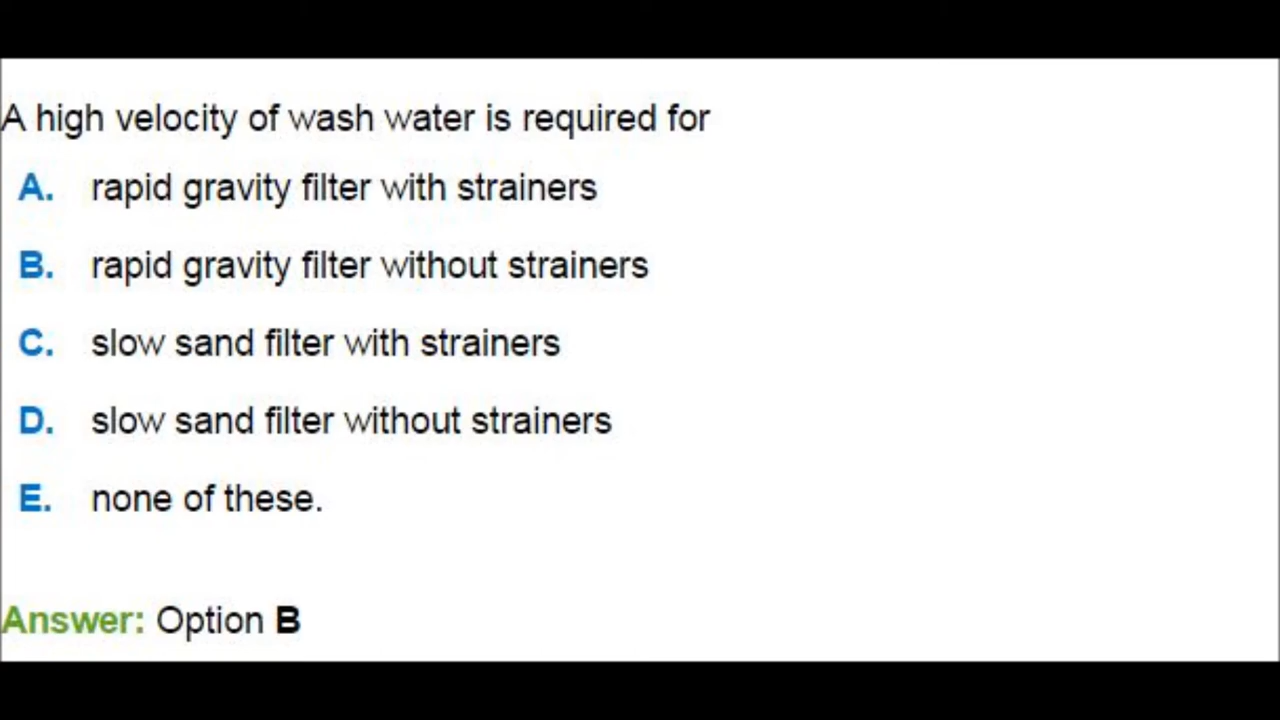 A high velocity of wash water is required for
A. rapid gravity filter with strainers
B. rapid gravity filter without strainers
C. slow sand filter with strainers
D. slow sand filter without strainers
E. none of these.
Answer: Option B